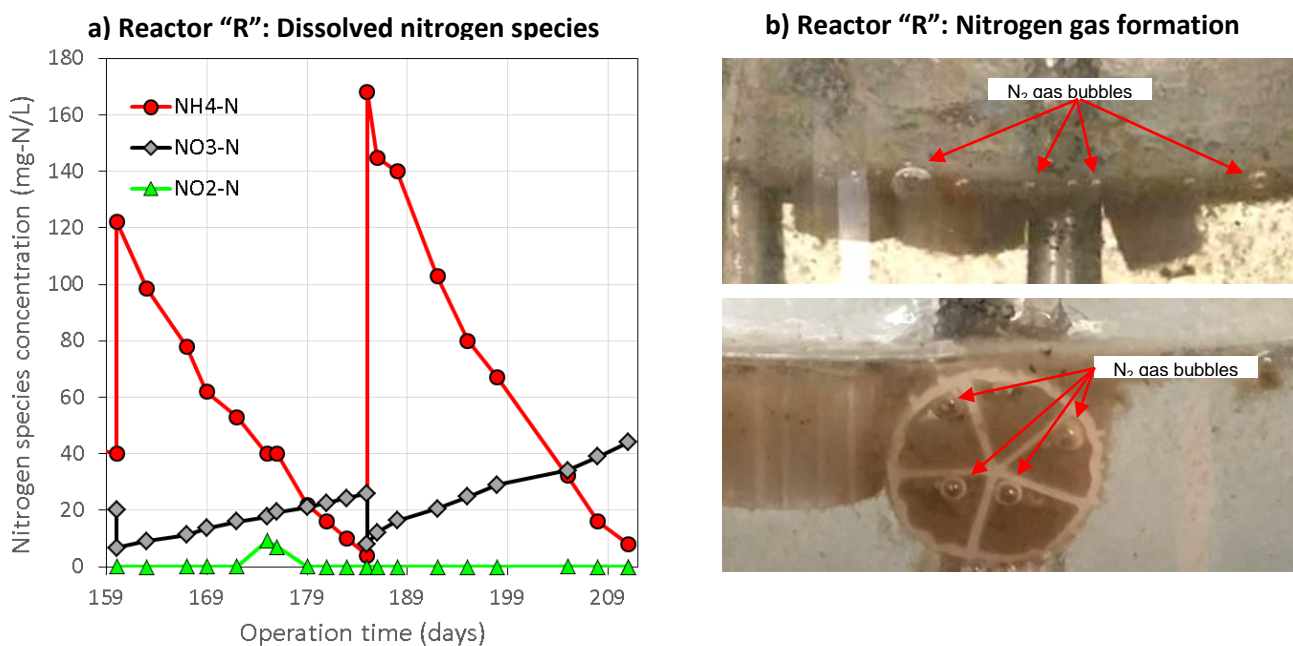 a) Reactor “R”: Dissolved nitrogen species
b) Reactor “R”: Nitrogen gas formation
Nitrogen species concentration (mg-N/L)
180
160
140
120
100
80
60
40
20
0
NH4-N
NO3-N
NO2-N
159
169
179
189
199
209
Operation time (days)
N₂ gas bubbles
N₂ gas bubbles